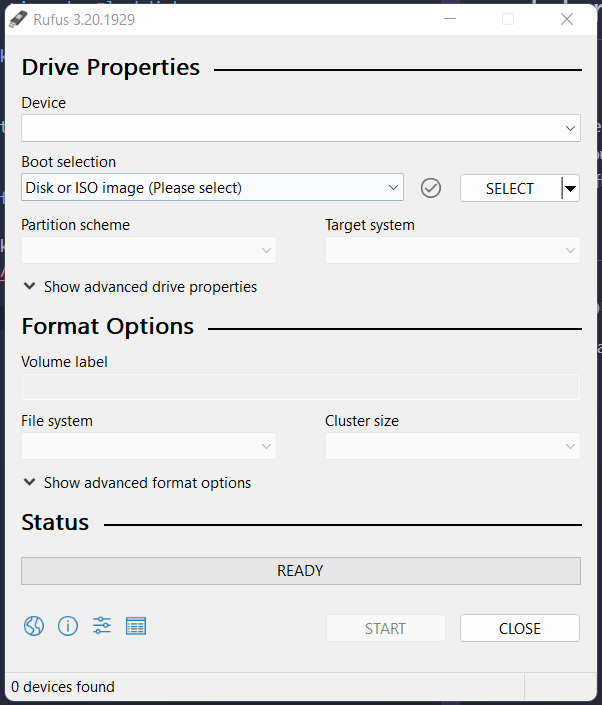 Rufus 3.20.1929
Drive Properties
Device
Boot selection
Disk or ISO image (Please select)
SELECT
Partition scheme
Target system
Show advanced drive properties
Format Options
Volume label
File system
Cluster size
Show advanced format options
Status
READY
START
CLOSE
0 devices found